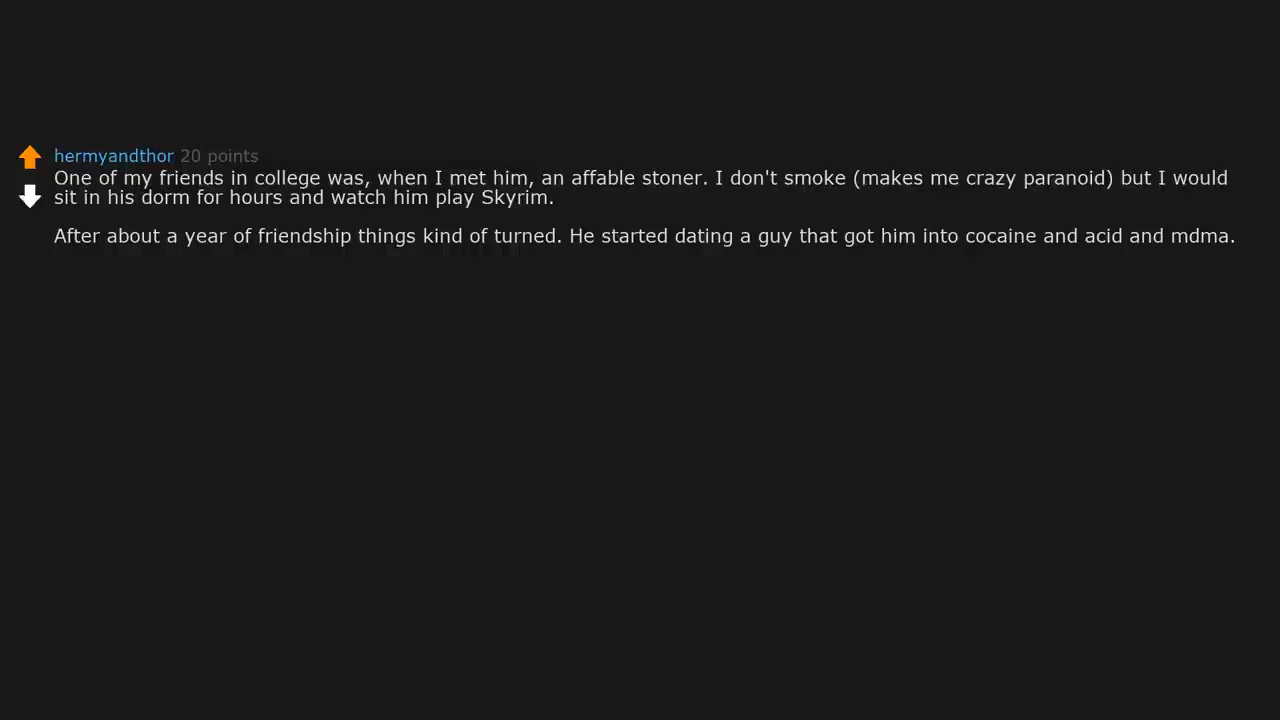 hermyandthor 20 points
One of my friends in college was, when I met him, an affable stoner. I don't smoke (makes me crazy paranoid) but I would
sit in his dorm for hours and watch him play Skyrim.
After about a year of friendship things kind of turned. He started dating a guy that got him into cocaine and acid and mdma.